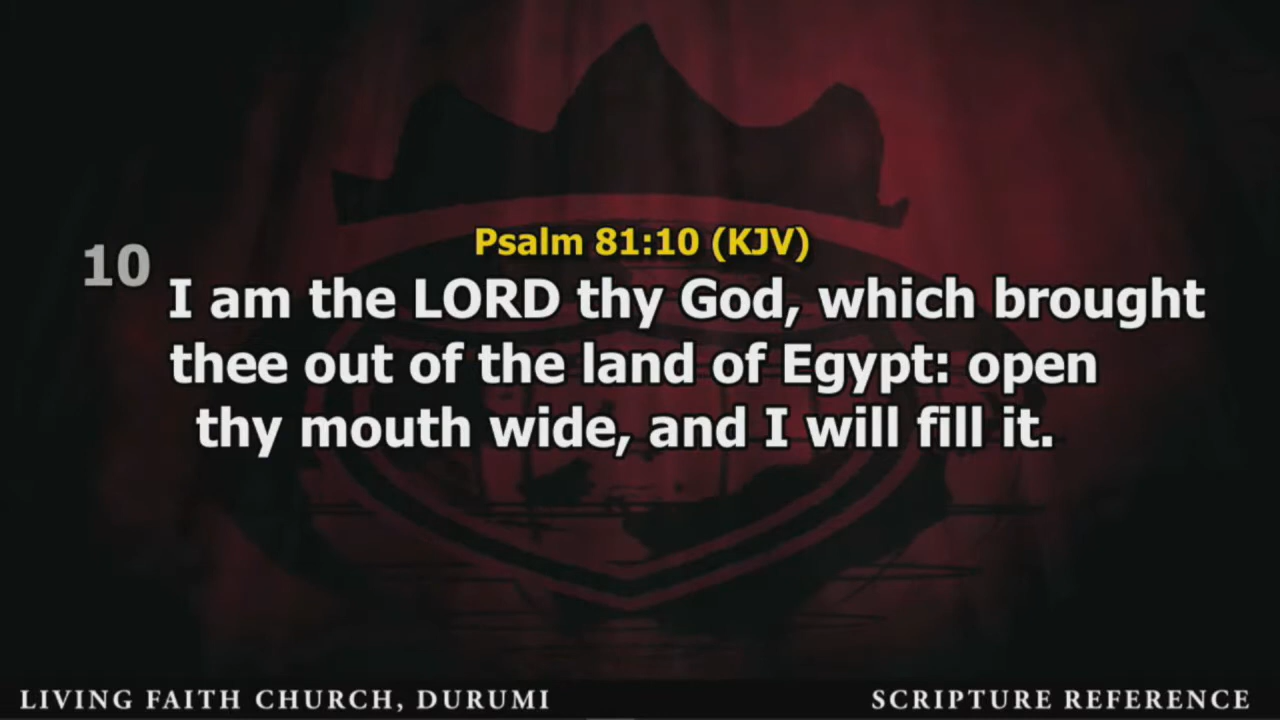 Psalm 81:10 (KJV)
10
I am the LORD thy God, which brought
thee out of the land of Egypt: open
thy mouth wide, and I will fill it.
LIVING FAITH CHURCH, DURUMI
SCRIPTURE REFERENCE